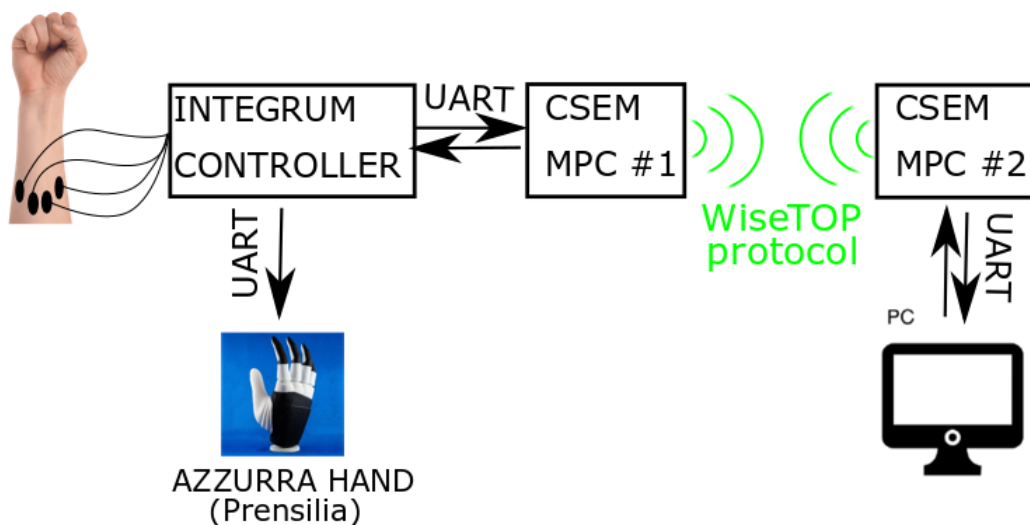 INTEGRUM
CONTROLLER
UART
CSEM
MPC #1
CSEM
MPC #2
WiseTOP
protocol
UART
UART
PC
AZZURRA HAND
(Prensilia)